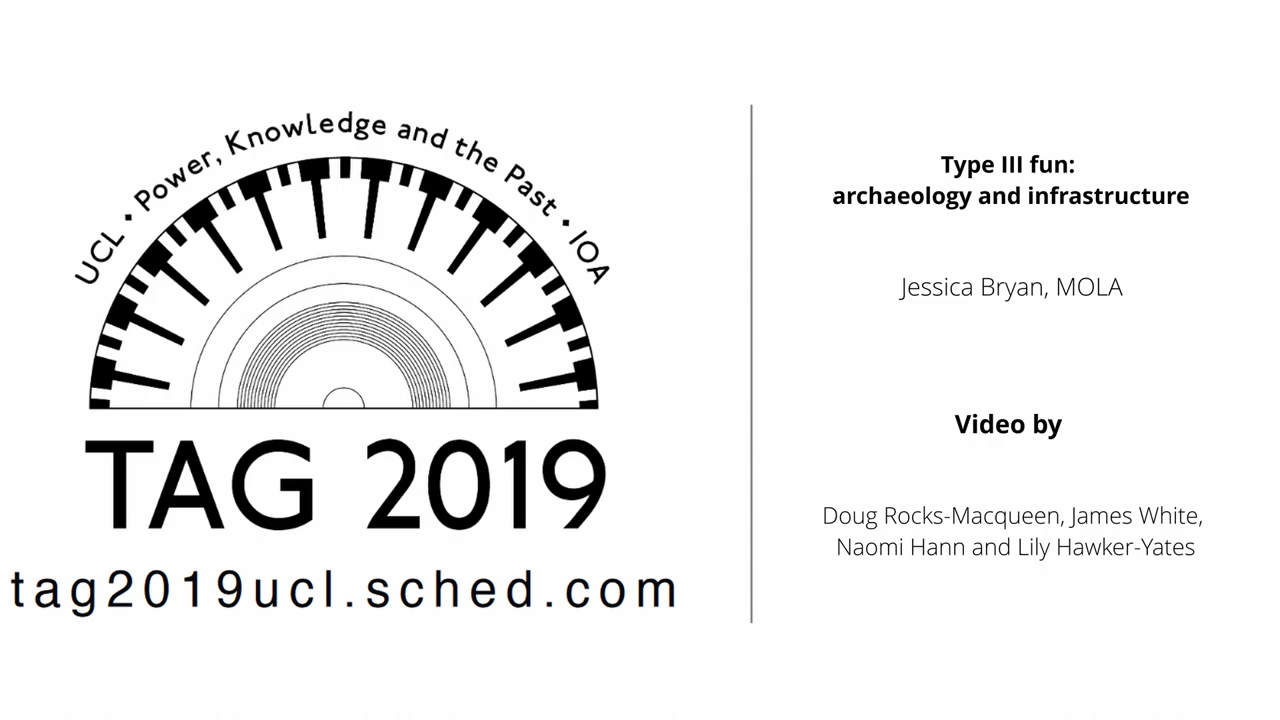 UCL • Power, Knowledge and the Past • IOA
TAG 2019
tag2019ucl.sched.com
Type III fun:
archaeology and infrastructure
Jessica Bryan, MOLA
Video by
Doug Rocks-Macqueen, James White,
Naomi Hann and Lily Hawker-Yates